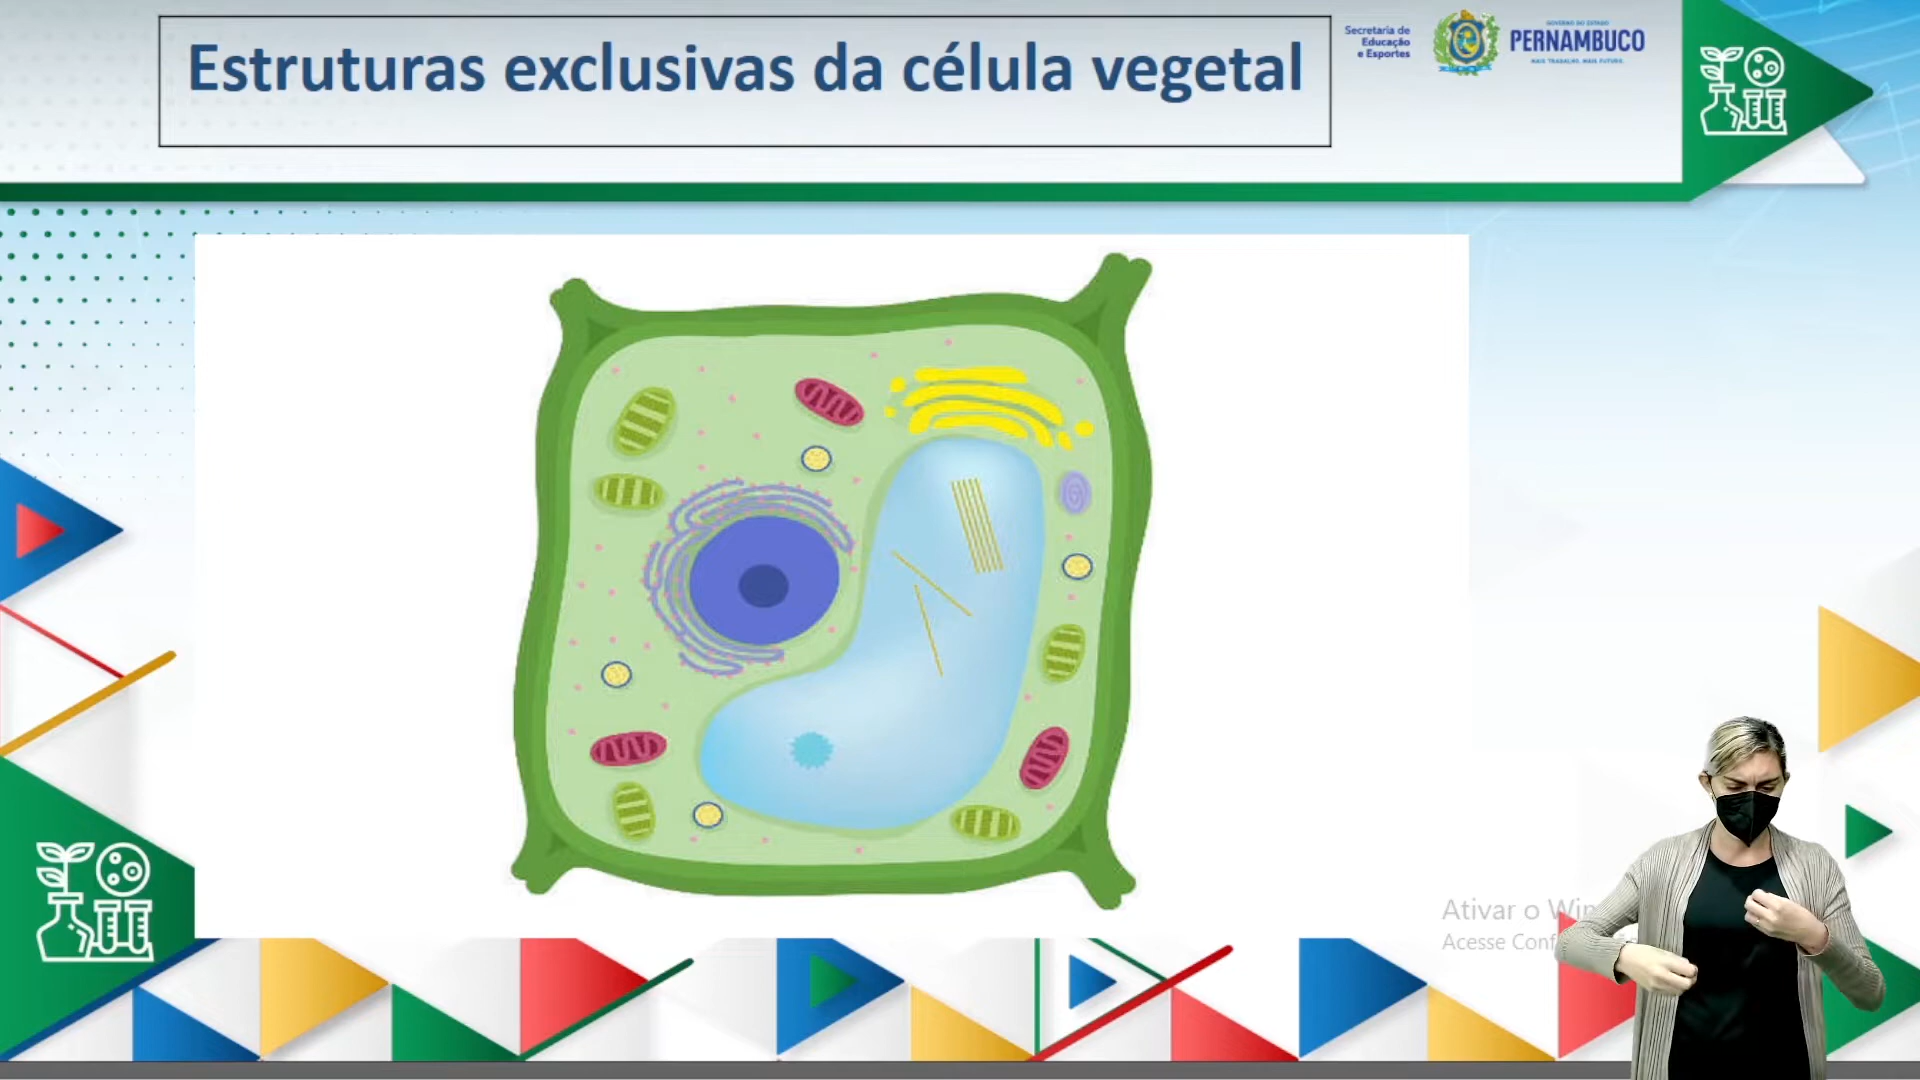 Estruturas exclusivas da célula vegetal
Secretaria de
Educação
e Esportes
GOVERNO DO ESTADO
PERNAMBUCO
MAIS TRABALHO, MAIS FUTURO.
Ativar o Win
Acesse Conf